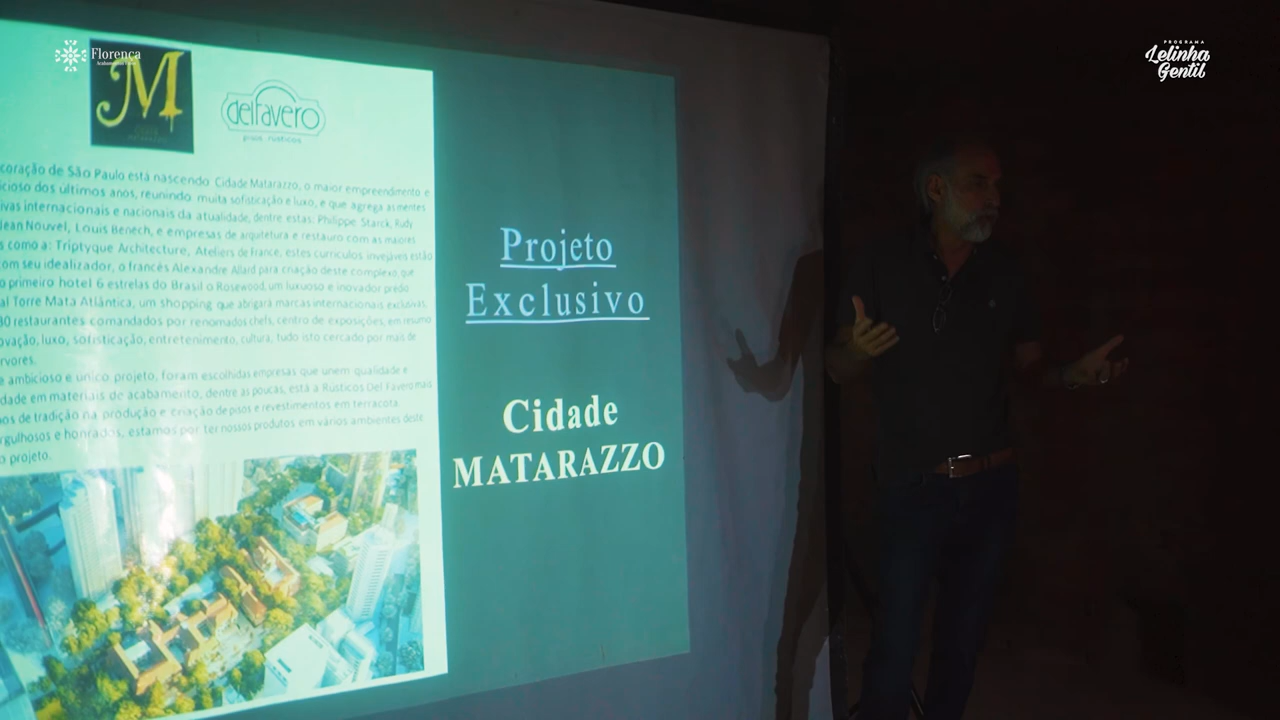 Florença
PROGRAMA
Lelinha
Gentil
M
delfavero
pisos rústicos
coração de São Paulo está nascendo Cidade Matarazzo, o maior empreendimento e
icioso dos ultimos anos, reunindo muita sofisticação e luxo, e que agrega as mentes
ivas internacionais e nacionais da atualidade, dentre estas: Philippe Starck, Rudy
Jean Nouvel, Louis Benech, e empresas de arquitetura e restauro com as maiores
s como a: Triptyque Architecture, Ateliers de France, estes curriculos invejáveis estão
om seu idealizador, o francês Alexandre Allard para criação deste complexo, que
o primeiro hotel 6 estrelas do Brasil o Rosewood, um luxuoso e inovador prédio
al Torre Mata Atlântica, um shopping que abrigará marcas internacionais exclusivas,
30 restaurantes comandados por renomados chefs, centro de exposições, em resumo
ovação, luxo, sofisticação, entretenimento, cultura, tudo isto cercado por mais de
rvores.
e ambicioso e único projeto, foram escolhidas empresas que unem qualidade e
dade em materiais de acabamento, dentre as poucas, está a Rústicos Del Favero mas
os de tradição na produção e criação de pisos e revestimentos em terracota.
rgulhosos e honrados, estamos por ter nossos produtos em vários ambientes deste
o projeto.
Projeto
Exclusivo
Cidade
MATARAZZO